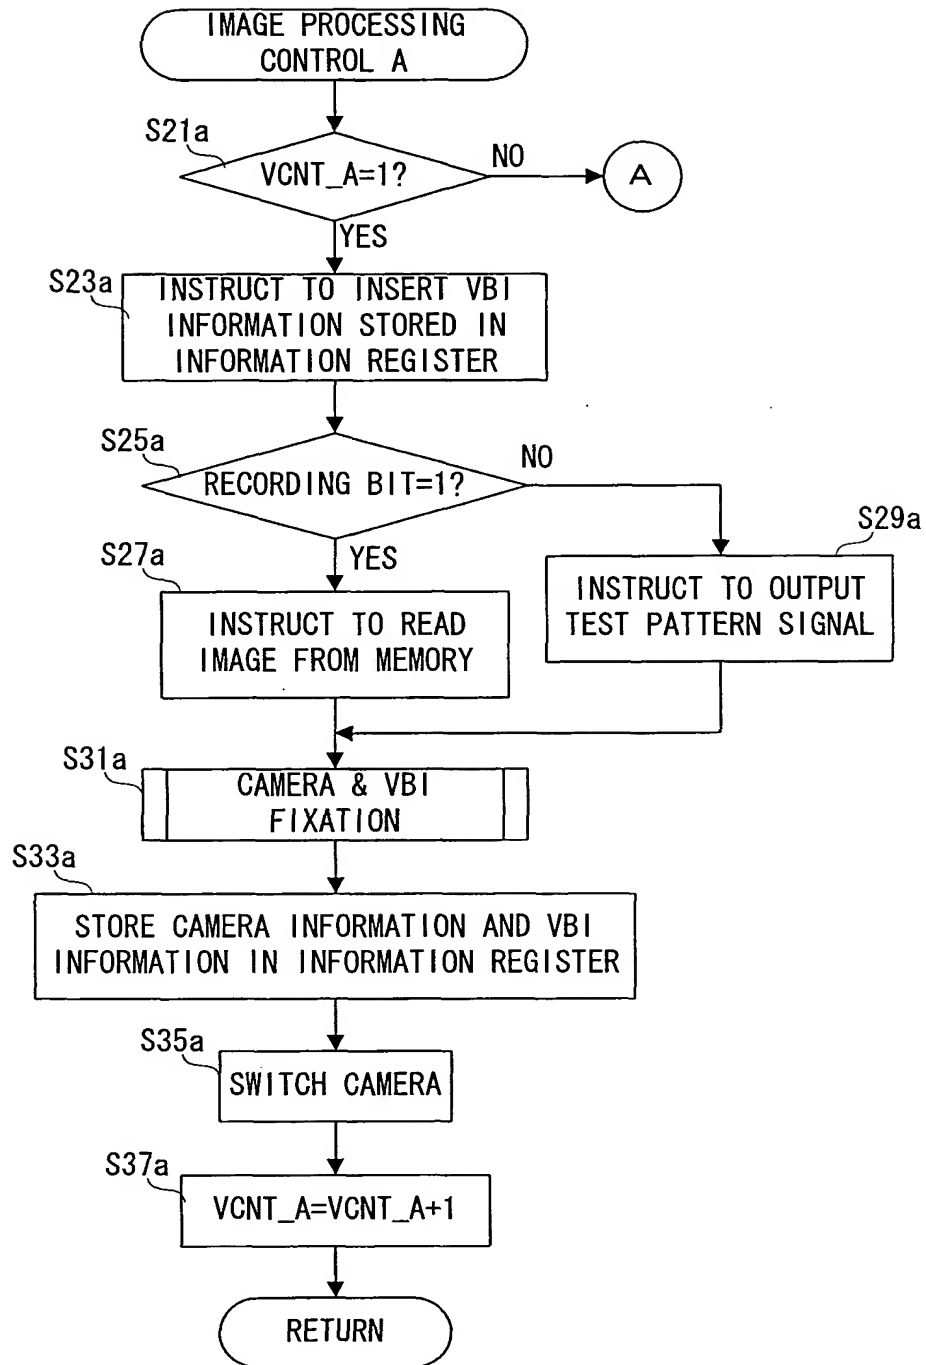 IMAGE PROCESSING
CONTROL A
S21a
VCNT_A=1?
NO
A
YES
S23a
INSTRUCT TO INSERT VBI
INFORMATION STORED IN
INFORMATION REGISTER
S25a
RECORDING BIT=1?
NO
S29a
YES
S27a
INSTRUCT TO OUTPUT
TEST PATTERN SIGNAL
INSTRUCT TO READ
IMAGE FROM MEMORY
S31a
CAMERA & VBI
FIXATION
S33a
STORE CAMERA INFORMATION AND VBI
INFORMATION IN INFORMATION REGISTER
S35a
SWITCH CAMERA
S37a
VCNT_A=VCNT_A+1
RETURN